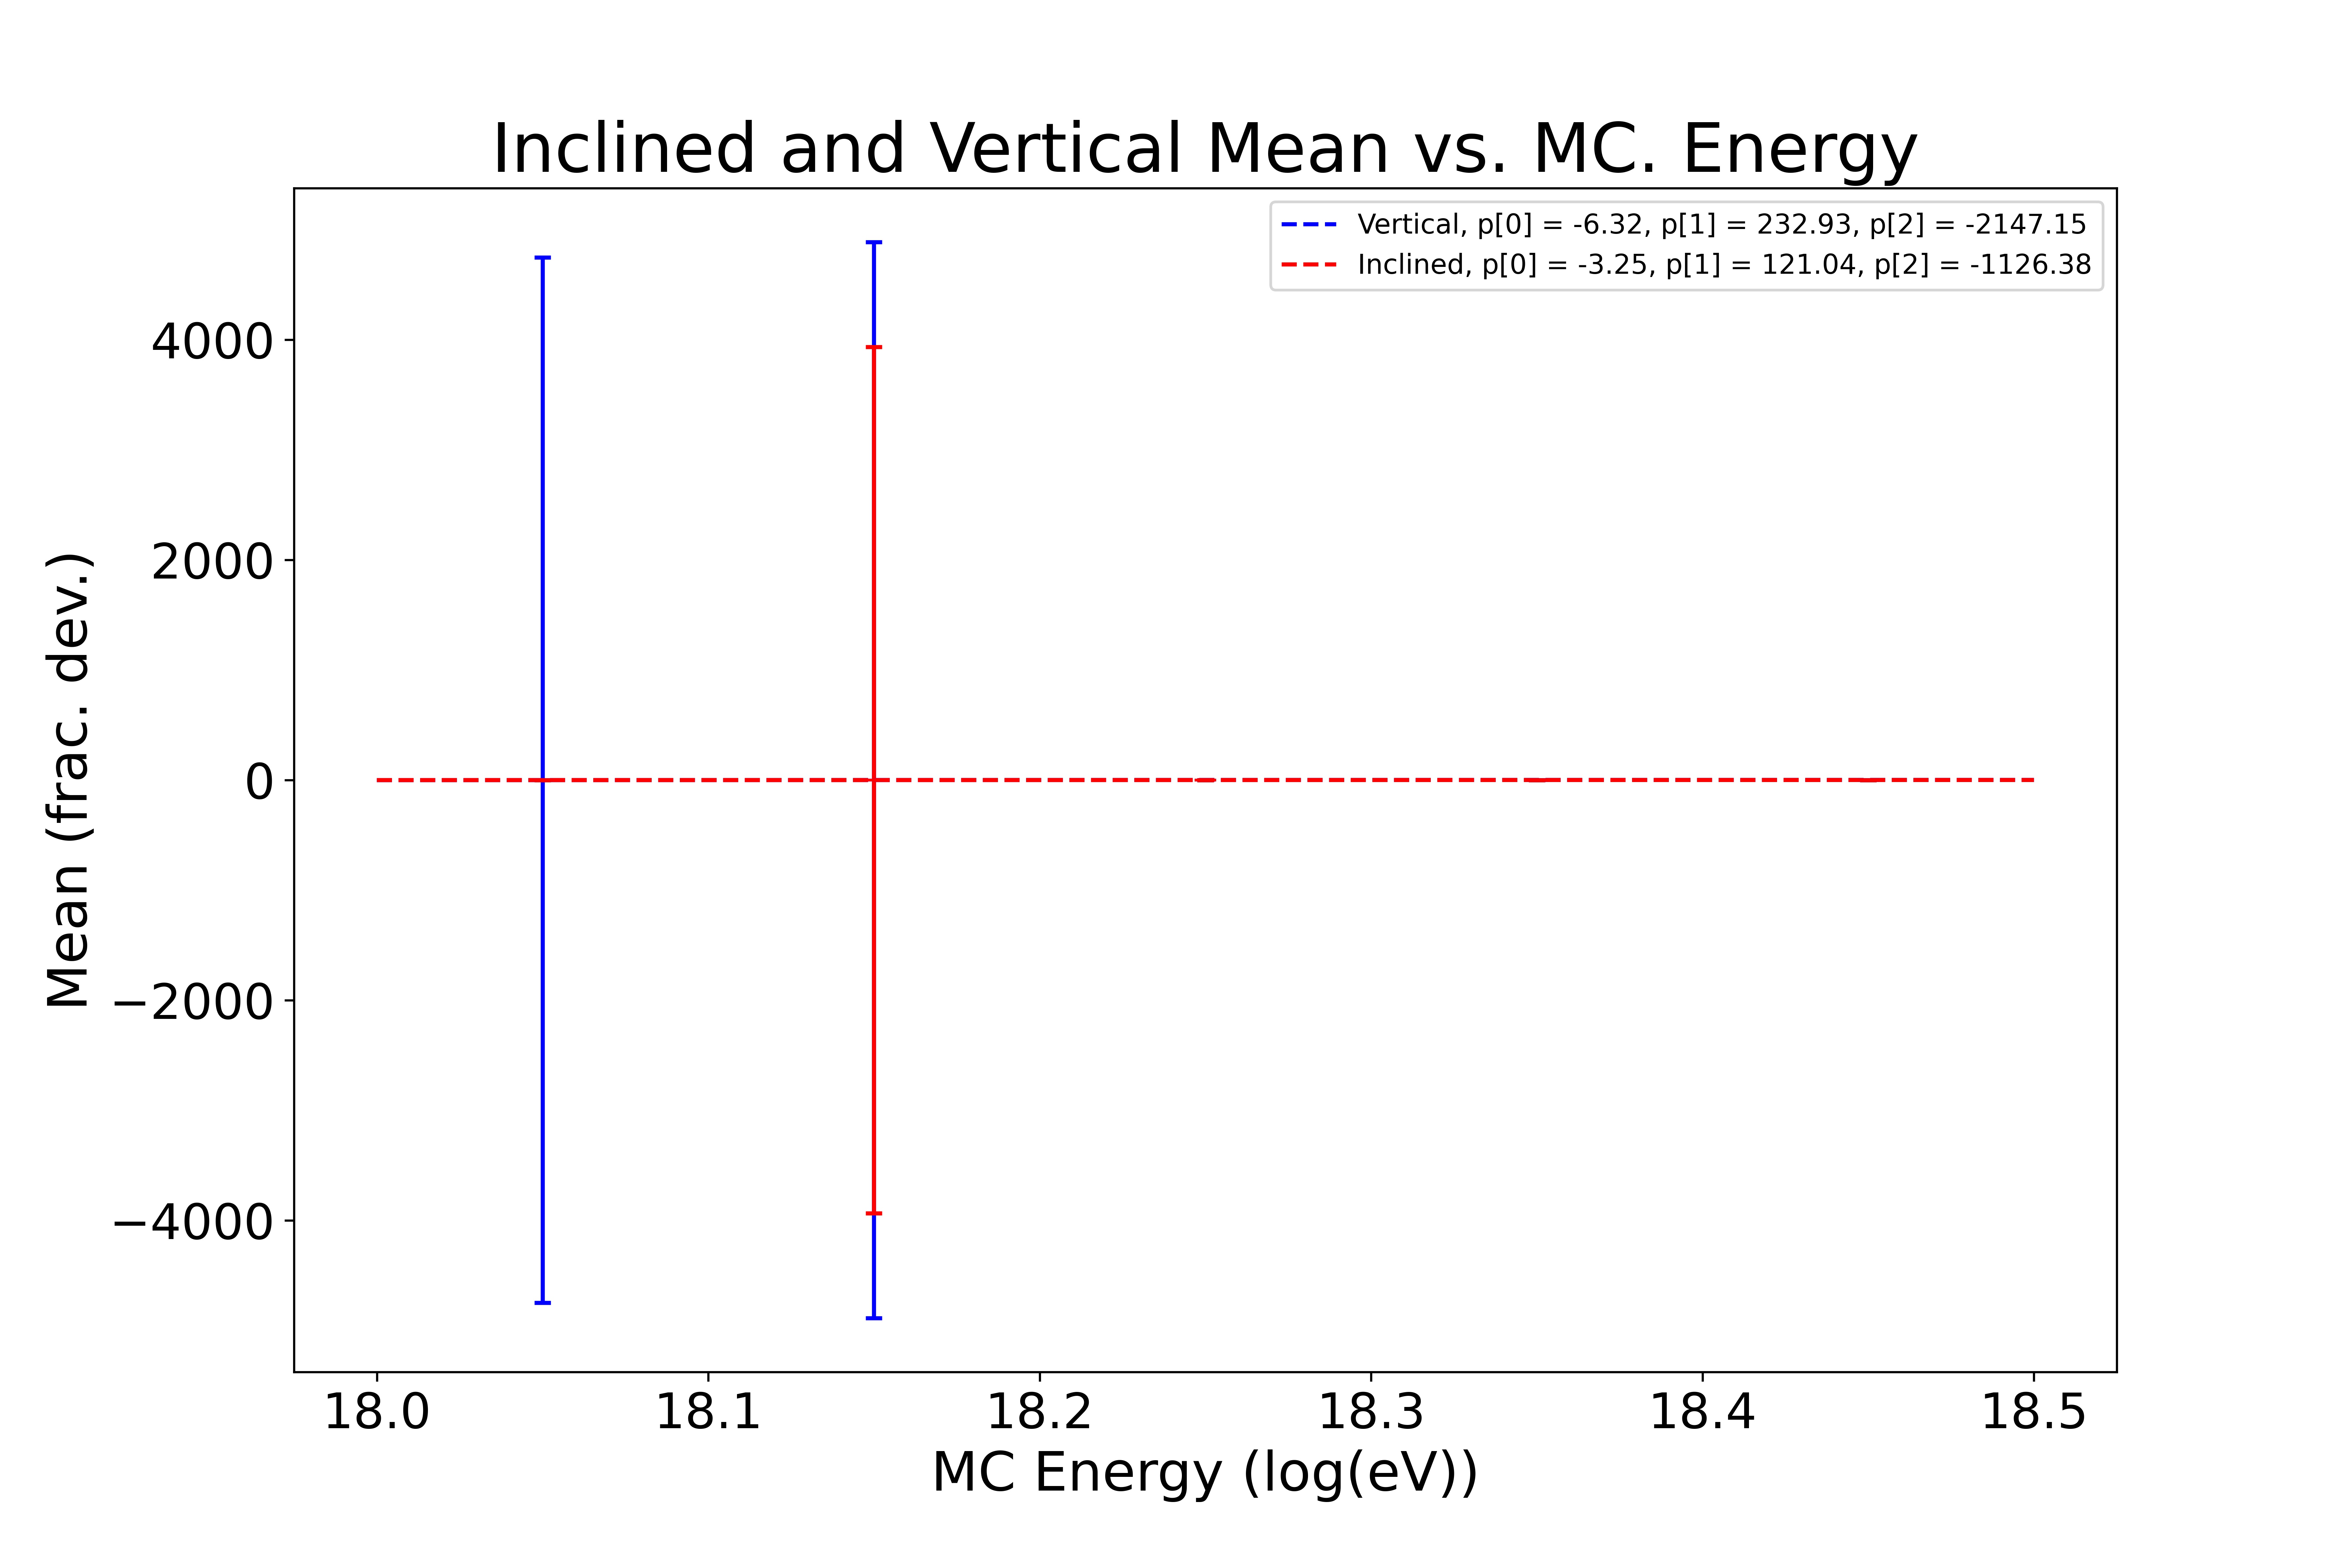 Inclined and Vertical Mean vs. MC. Energy
Vertical, p[0] = -6.32, p[1] = 232.93, p[2] = -2147.15
Inclined, p[0] = -3.25, p[1] = 121.04, p[2] = -1126.38
Mean (frac. dev.)
4000
2000
0
−2000
−4000
18.0 18.1 18.2 18.3 18.4 18.5
MC Energy (log(eV))